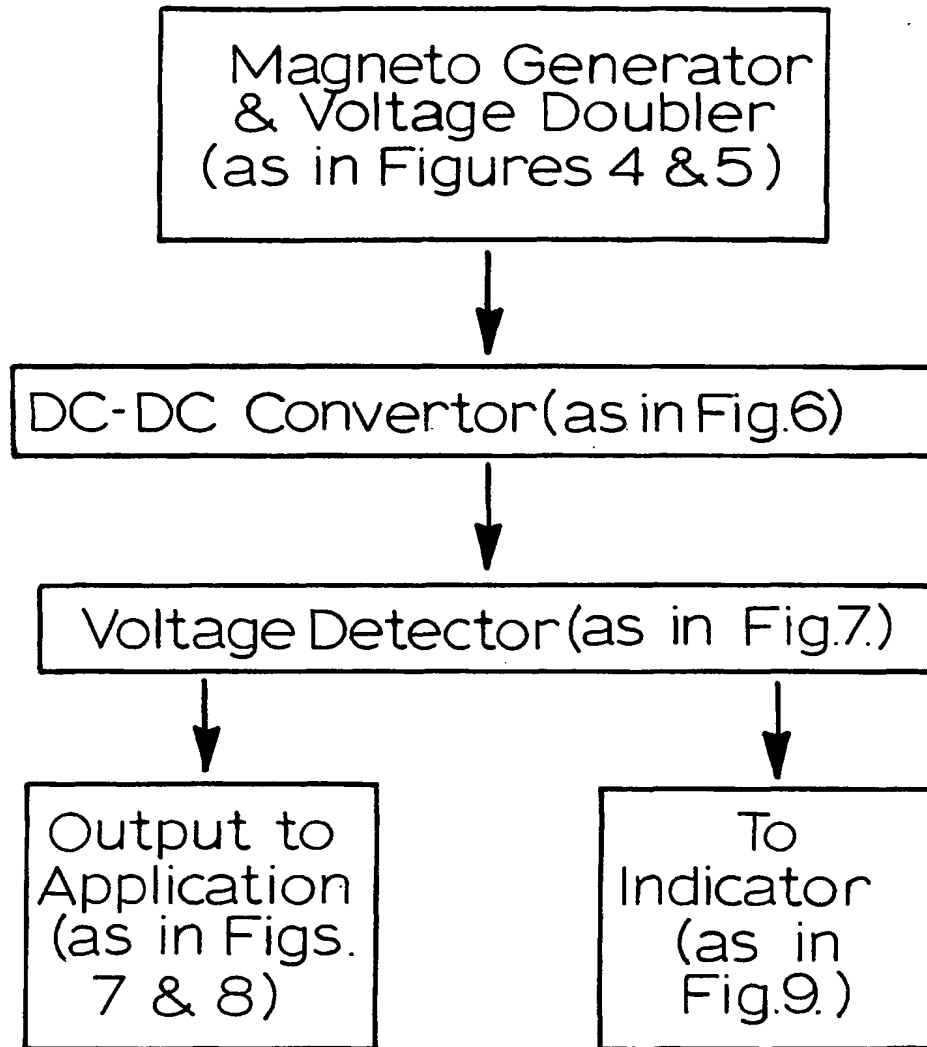 Magneto Generator
& Voltage Doubler
(as in Figures 4 & 5)
DC-DC Convertor (as in Fig.6)
Voltage Detector (as in Fig.7.)
Output to
Application
(as in Figs.
7 & 8)
To
Indicator
(as in
Fig.9.)